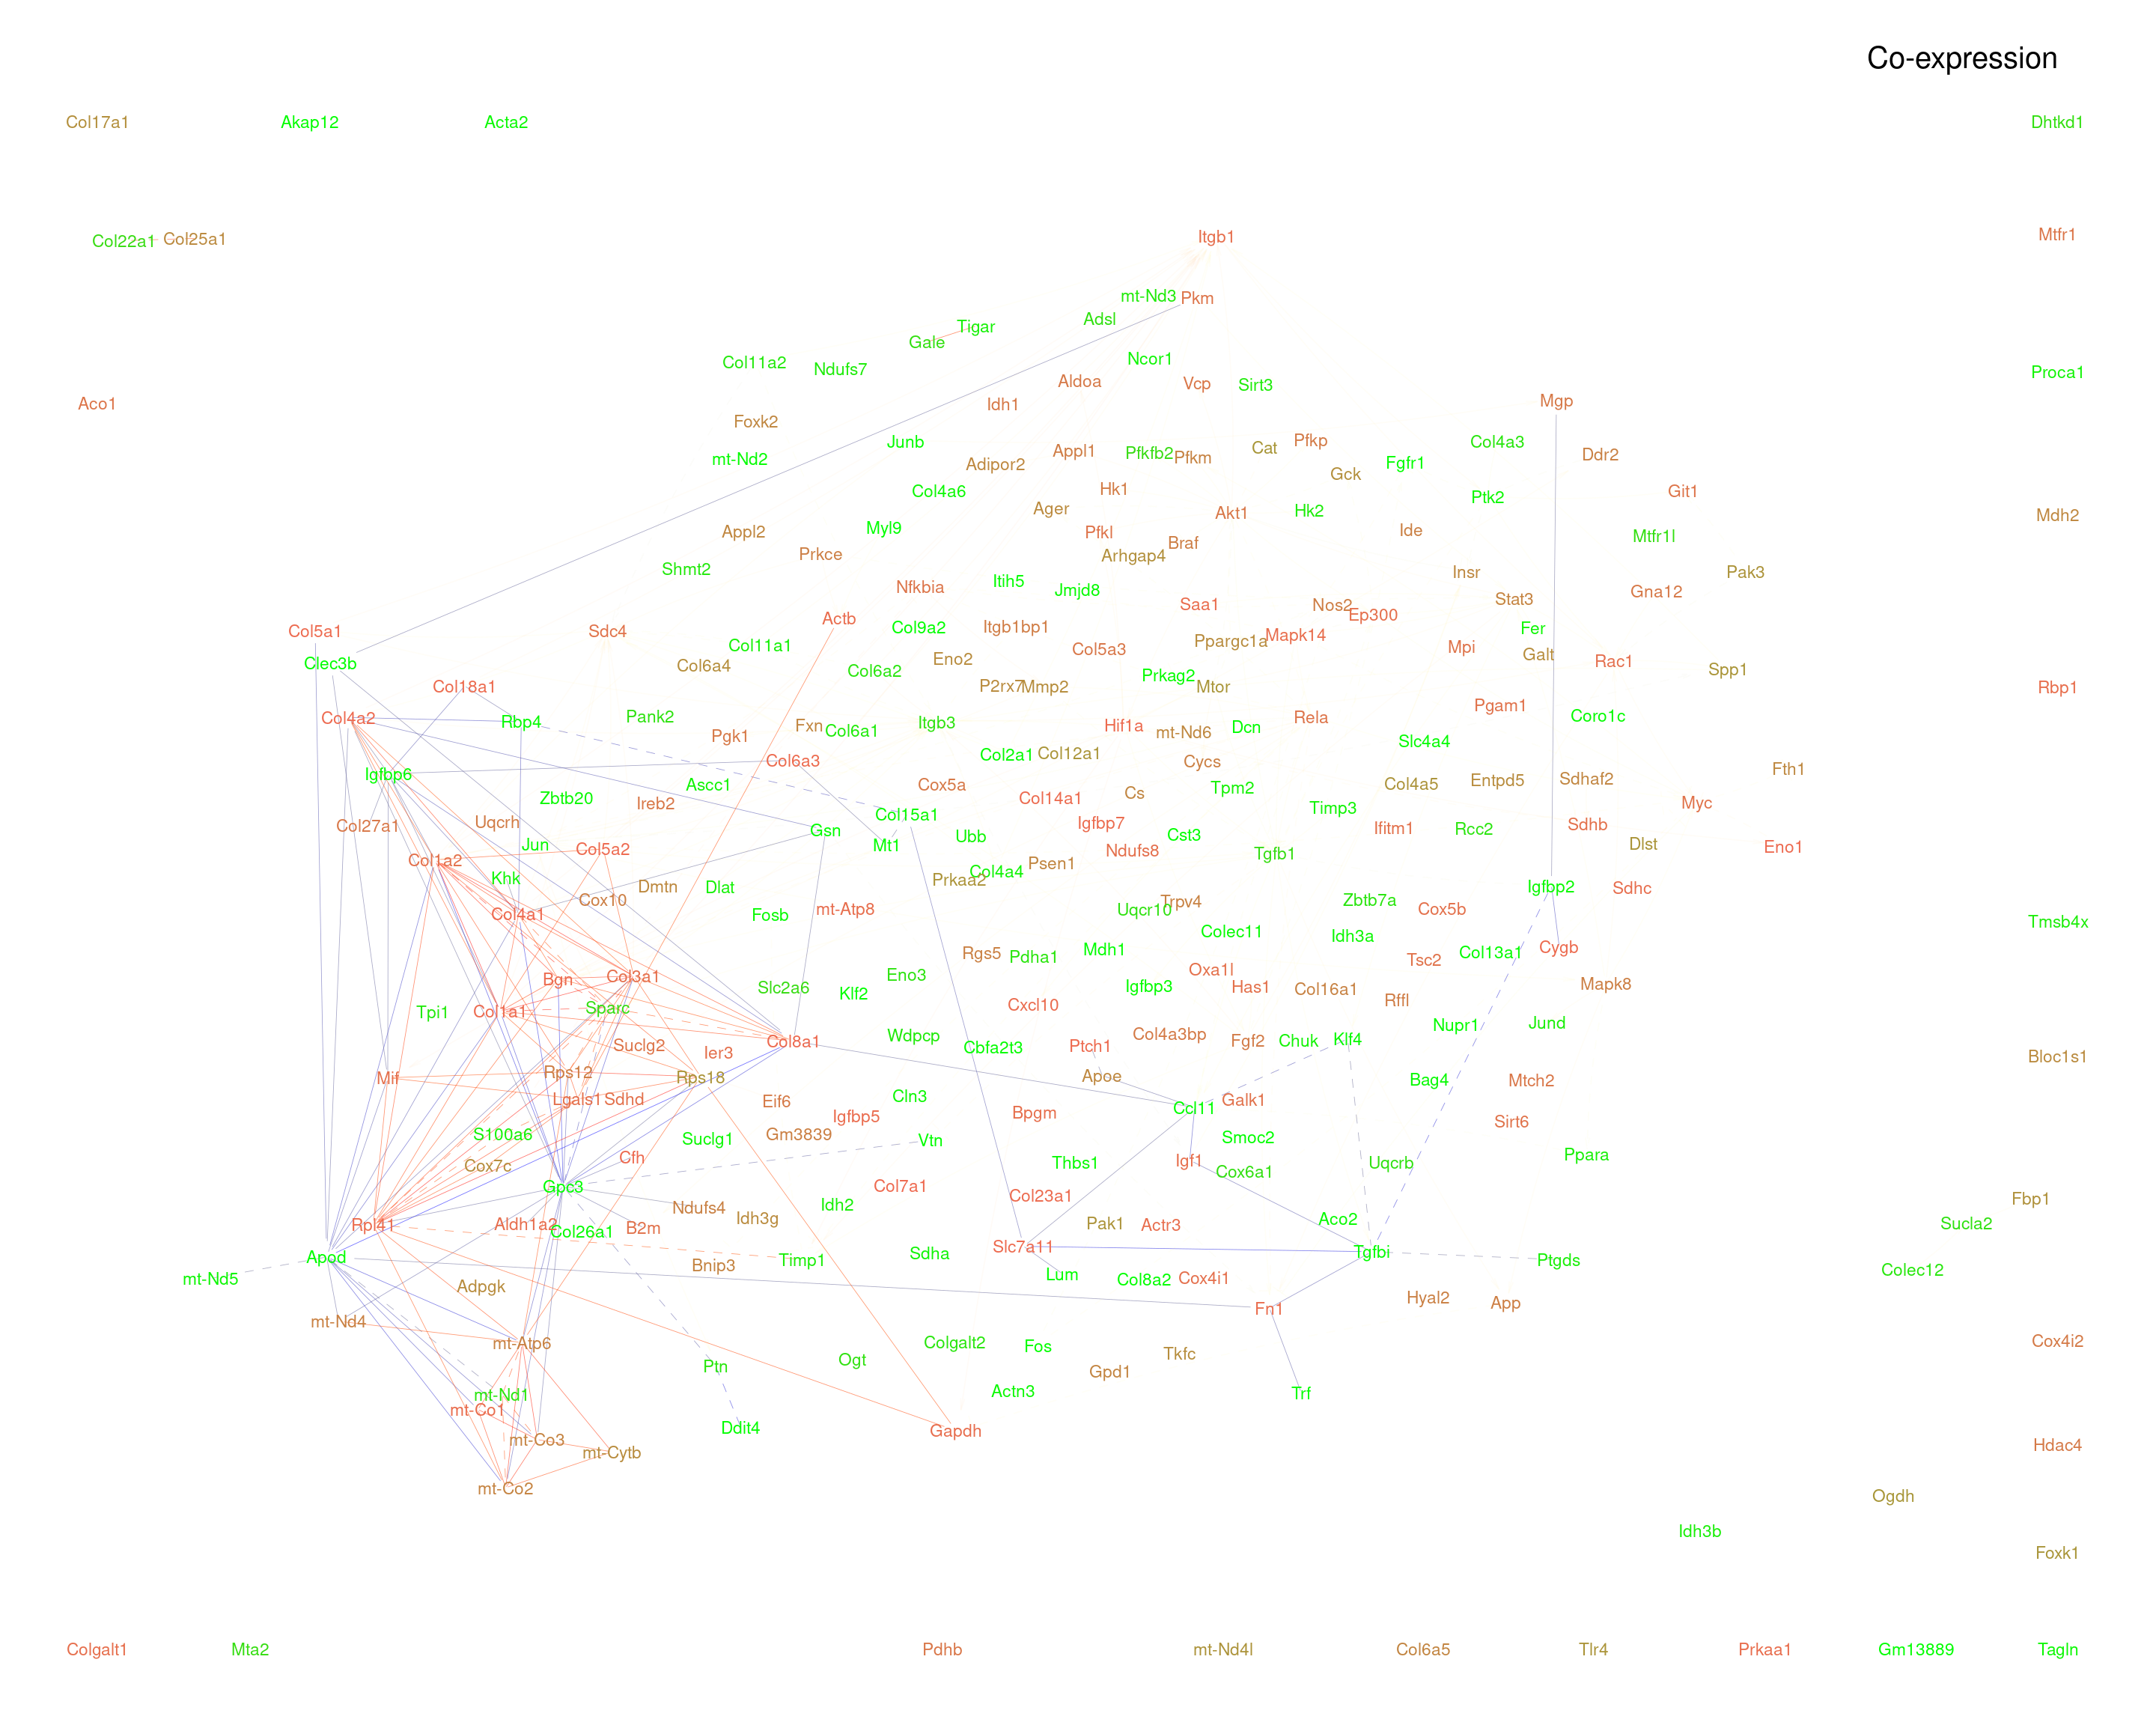 Co-expression
Col17a1
Akap12
Acta2
Dhtkd1
Col22a1
Col25a1
Itgb1
Mtfr1
mt-Nd3
Pkm
Adsl
Tigar
Gale
Ncor1
Col11a2
Ndufs7
Proca1
Aldoa
Vcp
Sirt3
Aco1
Idh1
Mgp
Foxk2
Junb
Pfkp
Col4a3
mt-Nd2
Appl1
Pfkfb2
Pfkm
Cat
Ddr2
Adipor2
Fgfr1
Gck
Col4a6
Hk1
Ptk2
Git1
Ager
Akt1
Hk2
Mdh2
Appl2
Myl9
Pfkl
Braf
Ide
Mtfr1l
Prkce
Arhgap4
Shmt2
Itih5
Insr
Pak3
Nfkbia
Jmjd8
Gna12
Saa1
Nos2
Stat3
Actb
Ep300
Col5a1
Sdc4
Col9a2
Itgb1bp1
Mapk14
Fer
Clec3b
Col11a1
Ppargc1a
Col5a3
Mpi
Galt
Col6a4
Eno2
Rac1
Col6a2
Prkag2
Spp1
Col18a1
P2rx7
Mmp2
Mtor
Rbp1
Col4a2
Rbp4
Pank2
Itgb3
Hif1a
Rela
Pgam1
Coro1c
Pgk1
Fxn
Col6a1
mt-Nd6
Dcn
Slc4a4
Col6a3
Col2a1
Col12a1
Cycs
Igfbp6
Ascc1
Cox5a
Tpm2
Col4a5
Entpd5
Sdhaf2
Fth1
Zbtb20
Ireb2
Col14a1
Cs
Timp3
Myc
Col27a1
Uqcrh
Col15a1
Gsn
Igfbp7
Ifitm1
Rcc2
Sdhb
Jun
Col5a2
Mt1
Ubb
Cst3
Col1a2
Ndufs8
Tgfb1
Dlst
Eno1
Khk
Dmtn
Dlat
Prkaa2
Col4a4
Psen1
Igfbp2
Sdhc
Cox10
Col4a1
Fosb
mt-Atp8
Uqcr10
Trpv4
Zbtb7a
Cox5b
Tmsb4x
Colec11
Idh3a
Rgs5
Pdha1
Mdh1
Col13a1
Cygb
Bgn
Col3a1
Eno3
Oxa1l
Tsc2
Slc2a6
Klf2
Igfbp3
Has1
Col16a1
Mapk8
Tpi1
Col1a1
Sparc
Cxcl10
Rffl
Wdpcp
Nupr1
Jund
Suclg2
Ier3
Col8a1
Cbfa2t3
Ptch1
Col4a3bp
Fgf2
Chuk
Klf4
Bloc1s1
Mif
Rps12
Rps18
Apoe
Bag4
Mtch2
Lgals1
Sdhd
Eif6
Igfbp5
Cln3
Bpgm
Ccl11
Galk1
Sirt6
S100a6
Suclg1
Gm3839
Vtn
Smoc2
Cox7c
Cfh
Thbs1
Igf1
Cox6a1
Uqcrb
Ppara
Gpc3
Col7a1
Col23a1
Fbp1
Rpl41
Aldh1a2
Col26a1
B2m
Ndufs4
Idh3g
Idh2
Pak1
Actr3
Aco2
Sucla2
Apod
Timp1
Sdha
Slc7a11
Tgfbi
Ptgds
mt-Nd5
Adpgk
Bnip3
Lum
Col8a2
Cox4i1
Colec12
mt-Nd4
Fn1
Hyal2
App
mt-Atp6
Colgalt2
Fos
Cox4i2
Ptn
Ogt
Gpd1
Tkfc
mt-Nd1
Actn3
Trf
mt-Co1
Ddit4
Gapdh
mt-Co3
mt-Cytb
Hdac4
mt-Co2
Ogdh
Idh3b
Foxk1
Colgalt1
Mta2
Pdhb
mt-Nd4l
Col6a5
Tlr4
Prkaa1
Gm13889
Tagln